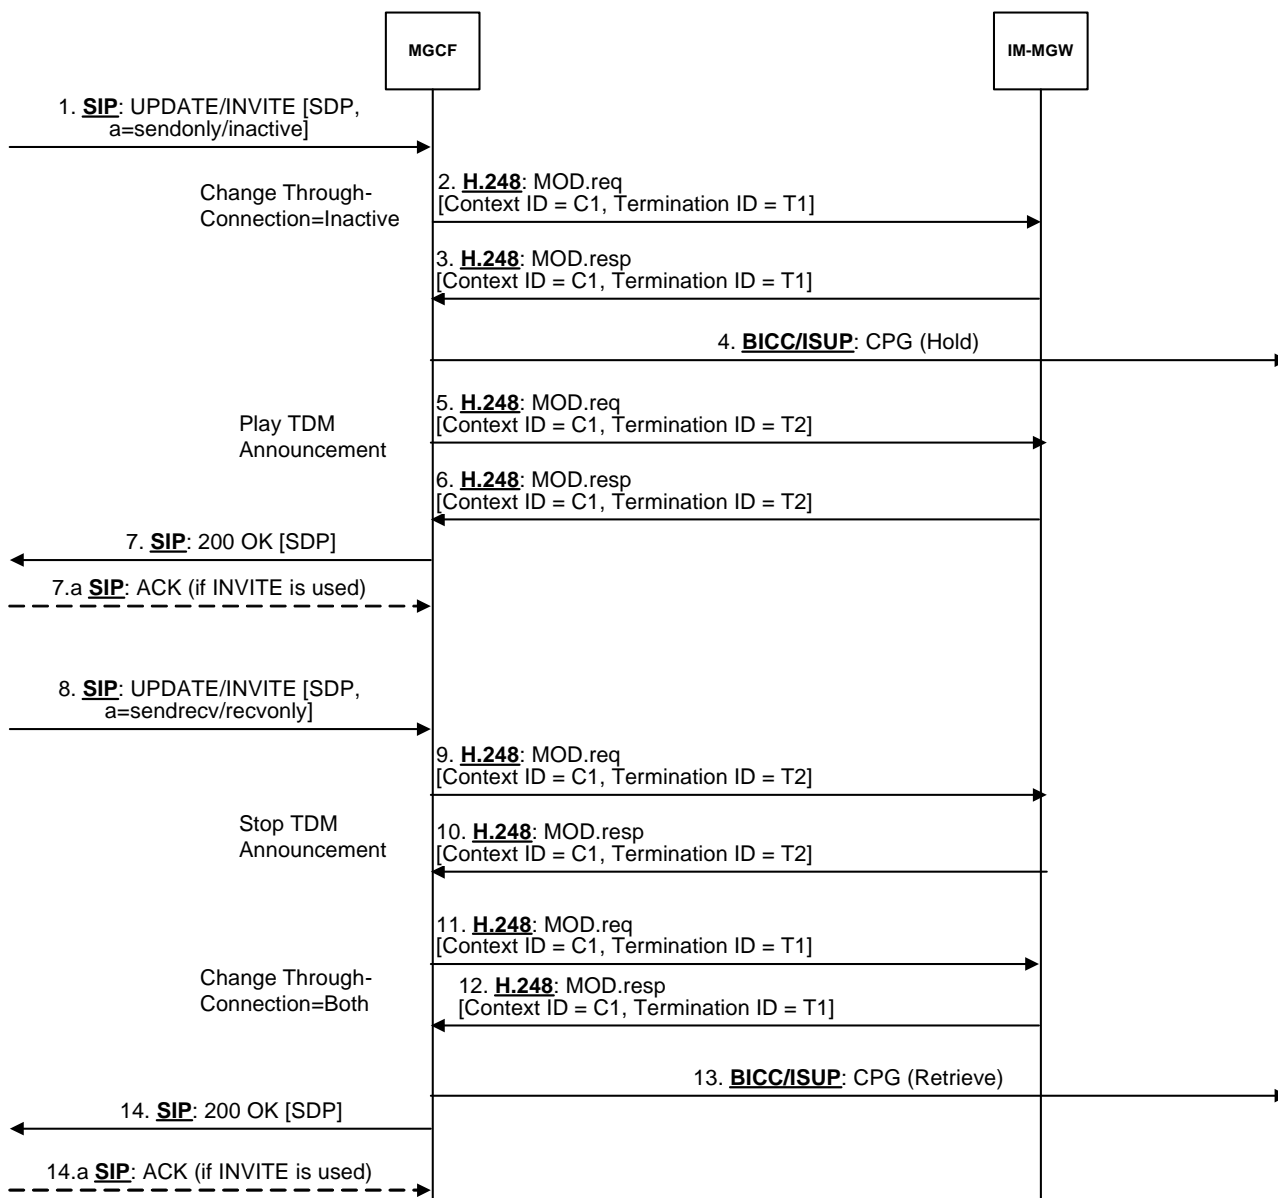 MGCF
IM-MGW
1. SIP: UPDATE/INVITE [SDP,
a=sendonly/inactive]
Change Through-
Connection=Inactive
2. H.248: MOD.req
[Context ID = C1, Termination ID = T1]
3. H.248: MOD.resp
[Context ID = C1, Termination ID = T1]
4. BICC/ISUP: CPG (Hold)
Play TDM
Announcement
5. H.248: MOD.req
[Context ID = C1, Termination ID = T2]
6. H.248: MOD.resp
[Context ID = C1, Termination ID = T2]
7. SIP: 200 OK [SDP]
7.a SIP: ACK (if INVITE is used)
8. SIP: UPDATE/INVITE [SDP,
a=sendrecv/recvonly]
9. H.248: MOD.req
[Context ID = C1, Termination ID = T2]
Stop TDM
Announcement
10. H.248: MOD.resp
[Context ID = C1, Termination ID = T2]
11. H.248: MOD.req
[Context ID = C1, Termination ID = T1]
Change Through-
Connection=Both
12. H.248: MOD.resp
[Context ID = C1, Termination ID = T1]
13. BICC/ISUP: CPG (Retrieve)
14. SIP: 200 OK [SDP]
14.a SIP: ACK (if INVITE is used)